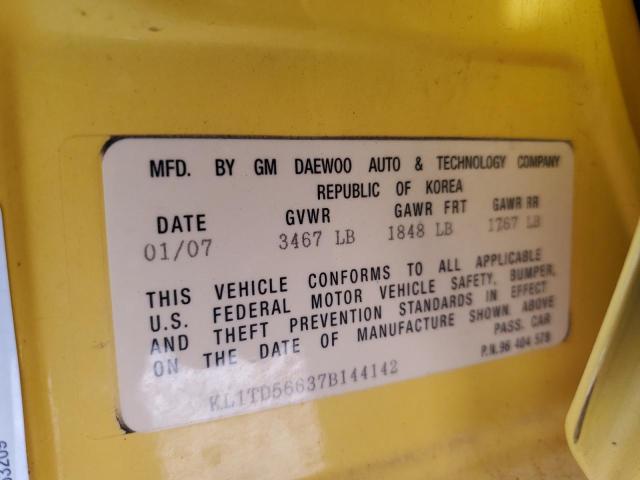 MFD. BY GM DAEWOO AUTO & TECHNOLOGY COMPANY
REPUBLIC OF KOREA
DATE GVWR GAWR FRT GAWR RR
01/07 3467 LB 1848 LB 1767 LB
THIS VEHICLE CONFORMS TO ALL APPLICABLE
U.S. FEDERAL MOTOR VEHICLE SAFETY, BUMPER,
AND THEFT PREVENTION STANDARDS IN EFFECT
ON THE DATE OF MANUFACTURE SHOWN ABOVE
PASS. CAR
KL1TD56637B144142
P.N.96 404 578